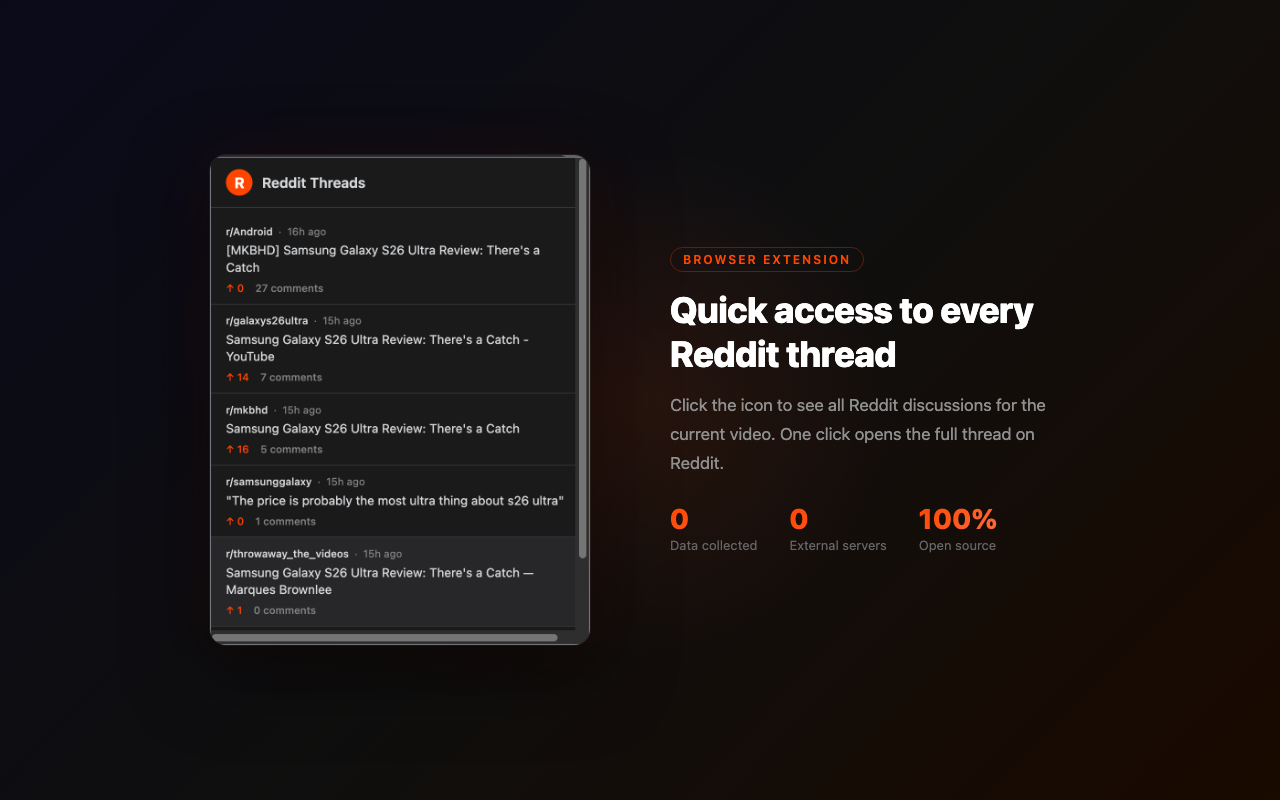 R Reddit Threads
r/Android · 16h ago
[MKBHD] Samsung Galaxy S26 Ultra Review: There's a
Catch
↑ 0 27 comments
r/galaxys26ultra · 15h ago
Samsung Galaxy S26 Ultra Review: There's a Catch -
YouTube
↑ 14 7 comments
r/mkbhd · 15h ago
Samsung Galaxy S26 Ultra Review: There's a Catch
↑ 16 5 comments
r/samsunggalaxy · 15h ago
"The price is probably the most ultra thing about s26 ultra"
↑ 0 1 comments
r/throwaway_the_videos · 15h ago
Samsung Galaxy S26 Ultra Review: There's a Catch —
Marques Brownlee
↑ 1 0 comments
BROWSER EXTENSION
Quick access to every
Reddit thread
Click the icon to see all Reddit discussions for the
current video. One click opens the full thread on
Reddit.
0 0 100%
Data collected External servers Open source